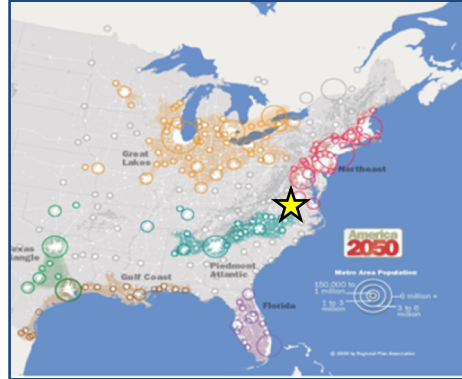 Great
Lakes
Northeast
America
2050
Metro Area Population
150,000 to
1 million
6 million +
1 to 3
million
3 to 6
million
Piedmont
Atlantic
Texas
Triangle
Gulf Coast
Florida
© 2008 by Regional Plan Association